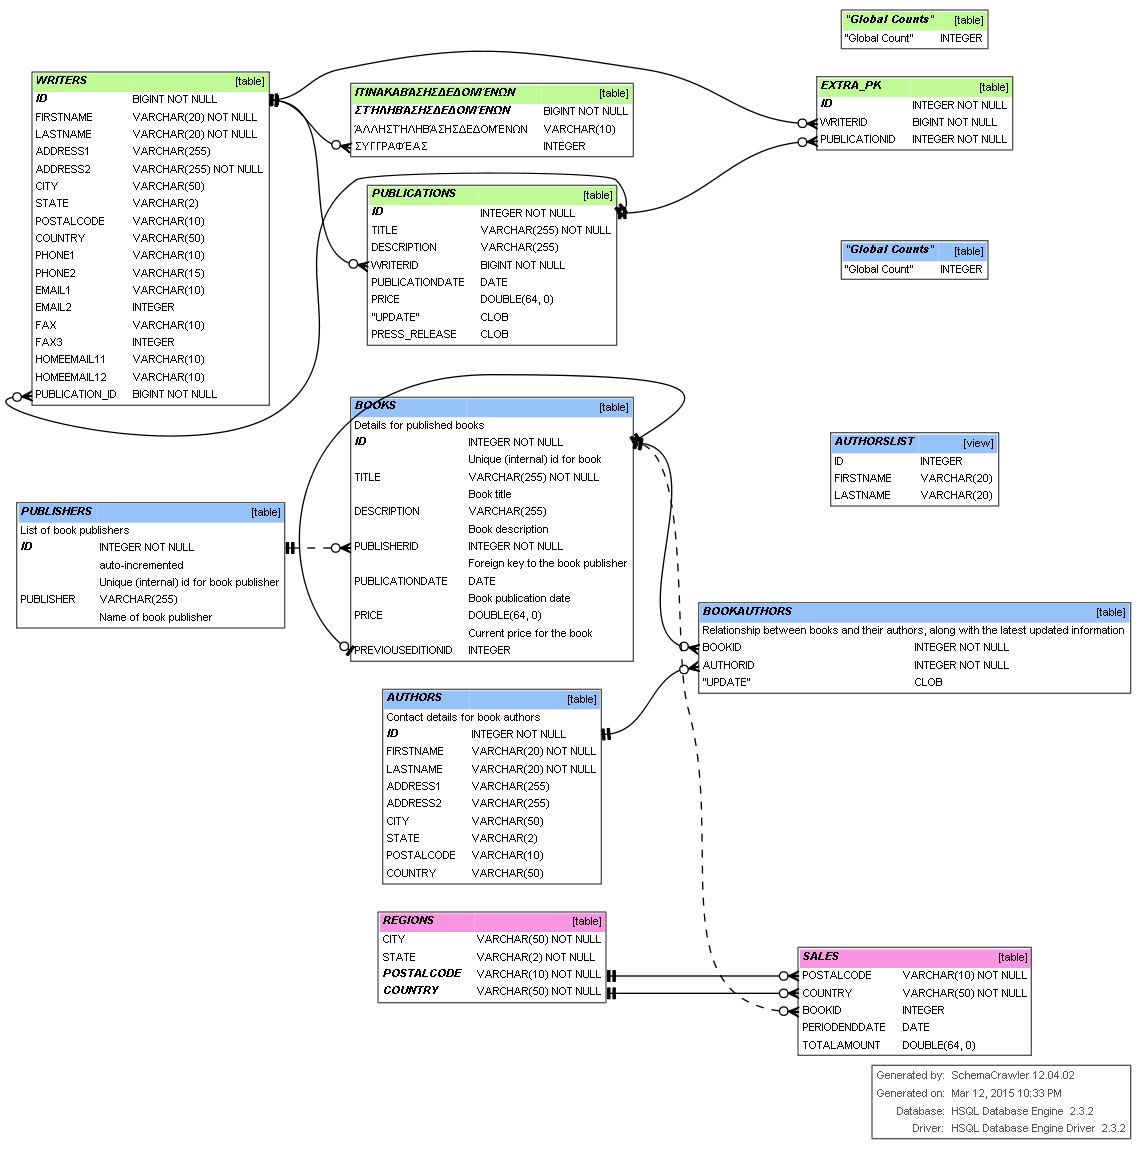 "Global Counts" [table]
"Global Count" INTEGER
WRITERS [table]
ID BIGINT NOT NULL
FIRSTNAME VARCHAR(20) NOT NULL
LASTNAME VARCHAR(20) NOT NULL
ADDRESS1 VARCHAR(255)
ADDRESS2 VARCHAR(255) NOT NULL
CITY VARCHAR(50)
STATE VARCHAR(2)
POSTALCODE VARCHAR(10)
COUNTRY VARCHAR(50)
PHONE1 VARCHAR(10)
PHONE2 VARCHAR(15)
EMAIL1 VARCHAR(10)
EMAIL2 INTEGER
FAX VARCHAR(10)
FAX3 INTEGER
HOMEEMAIL11 VARCHAR(10)
HOMEEMAIL12 VARCHAR(10)
PUBLICATION_ID BIGINT NOT NULL
ΠΊΝΑΚΑΒΆΣΗΣΔΕΔΟΜΈΝΩΝ [table]
ΣΤΉΛΗΒΆΣΗΣΔΕΔΟΜΈΝΩΝ BIGINT NOT NULL
ΆΛΛΗΣΤΉΛΗΒΆΣΗΣΔΕΔΟΜΈΝΩΝ VARCHAR(10)
ΣΥΓΓΡΑΦΈΑΣ INTEGER
EXTRA_PK [table]
ID INTEGER NOT NULL
WRITERID BIGINT NOT NULL
PUBLICATIONID INTEGER NOT NULL
PUBLICATIONS [table]
ID INTEGER NOT NULL
TITLE VARCHAR(255) NOT NULL
DESCRIPTION VARCHAR(255)
WRITERID BIGINT NOT NULL
PUBLICATIONDATE DATE
PRICE DOUBLE(64, 0)
"UPDATE" CLOB
PRESS_RELEASE CLOB
"Global Counts" [table]
"Global Count" INTEGER
BOOKS [table]
Details for published books
ID INTEGER NOT NULL
Unique (internal) id for book
TITLE VARCHAR(255) NOT NULL
Book title
DESCRIPTION VARCHAR(255)
Book description
PUBLISHERID INTEGER NOT NULL
Foreign key to the book publisher
PUBLICATIONDATE DATE
Book publication date
PRICE DOUBLE(64, 0)
Current price for the book
PREVIOUSEDITIONID INTEGER
AUTHORSLIST [view]
ID INTEGER
FIRSTNAME VARCHAR(20)
LASTNAME VARCHAR(20)
PUBLISHERS [table]
List of book publishers
ID INTEGER NOT NULL
auto-incremented
Unique (internal) id for book publisher
PUBLISHER VARCHAR(255)
Name of book publisher
BOOKAUTHORS [table]
Relationship between books and their authors, along with the latest updated information
BOOKID INTEGER NOT NULL
AUTHORID INTEGER NOT NULL
"UPDATE" CLOB
AUTHORS [table]
Contact details for book authors
ID INTEGER NOT NULL
FIRSTNAME VARCHAR(20) NOT NULL
LASTNAME VARCHAR(20) NOT NULL
ADDRESS1 VARCHAR(255)
ADDRESS2 VARCHAR(255)
CITY VARCHAR(50)
STATE VARCHAR(2)
POSTALCODE VARCHAR(10)
COUNTRY VARCHAR(50)
REGIONS [table]
CITY VARCHAR(50) NOT NULL
STATE VARCHAR(2) NOT NULL
POSTALCODE VARCHAR(10) NOT NULL
COUNTRY VARCHAR(50) NOT NULL
SALES [table]
POSTALCODE VARCHAR(10) NOT NULL
COUNTRY VARCHAR(50) NOT NULL
BOOKID INTEGER
PERIODENDDATE DATE
TOTALAMOUNT DOUBLE(64, 0)
Generated by: SchemaCrawler 12.04.02
Generated on: Mar 12, 2015 10:33 PM
Database: HSQL Database Engine 2.3.2
Driver: HSQL Database Engine Driver 2.3.2